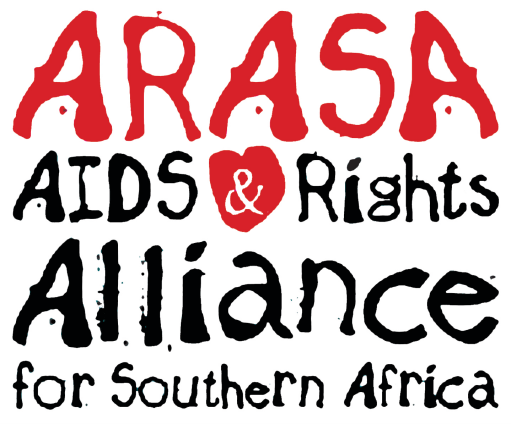 ARASA
AIDS & Rights
Alliance
for Southern Africa